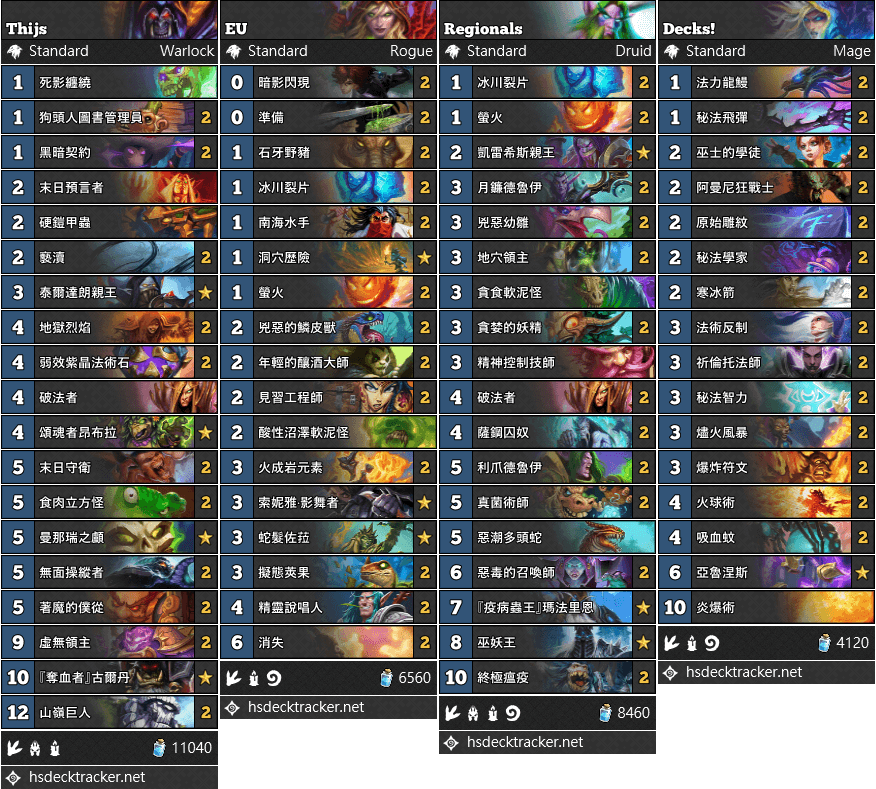 Thijs
Standard Warlock
1 死影纏繞
1 狗頭人圖書管理員 2
1 黑暗契約 2
2 末日預言者
2 硬鎧甲蟲
2 褻瀆 2
3 泰爾達朗親王
4 地獄烈焰 2
4 弱效紫晶法術石 2
4 破法者
4 頌魂者昂布拉
5 末日守衛 2
5 食肉立方怪 2
5 曼那瑞之顱
5 無面操縱者 2
5 著魔的僕從 2
9 虛無領主 2
10 『奪血者』古爾丹
12 山嶺巨人 2
11040
hsdecktracker.net
EU
Standard Rogue
0 暗影閃現 2
0 準備 2
1 石牙野豬 2
1 冰川裂片 2
1 南海水手 2
1 洞穴歷險
1 螢火 2
2 兇惡的鱗皮獸 2
2 年輕的釀酒大師 2
2 見習工程師 2
2 酸性沼澤軟泥怪
3 火成岩元素 2
3 索妮雅·影舞者
3 蛇髮佐菈
3 擬態莢果 2
4 精靈說唱人 2
6 消失 2
6560
hsdecktracker.net
Regionals
Standard Druid
1 冰川裂片 2
1 螢火 2
2 凱雷希斯親王
3 月鐮德魯伊 2
3 兇惡幼雛 2
3 地穴領主 2
3 貪食軟泥怪
3 貪婪的妖精 2
3 精神控制技師
4 破法者 2
4 薩鋼囚奴 2
5 利爪德魯伊 2
5 真菌術師 2
5 惡潮多頭蛇
6 惡毒的召喚師 2
7 『疫病蟲王』瑪法里恩
8 巫妖王
10 終極瘟疫 2
8460
hsdecktracker.net
Decks!
Standard Mage
1 法力龍鰻 2
1 秘法飛彈 2
2 巫士的學徒 2
2 阿曼尼狂戰士 2
2 原始雕紋 2
2 秘法學家 2
2 寒冰箭 2
3 法術反制 2
3 祈倫托法師 2
3 秘法智力 2
3 燼火風暴 2
3 爆炸符文 2
4 火球術 2
4 吸血蚊 2
6 亞魯涅斯
10 炎爆術
4120
hsdecktracker.net